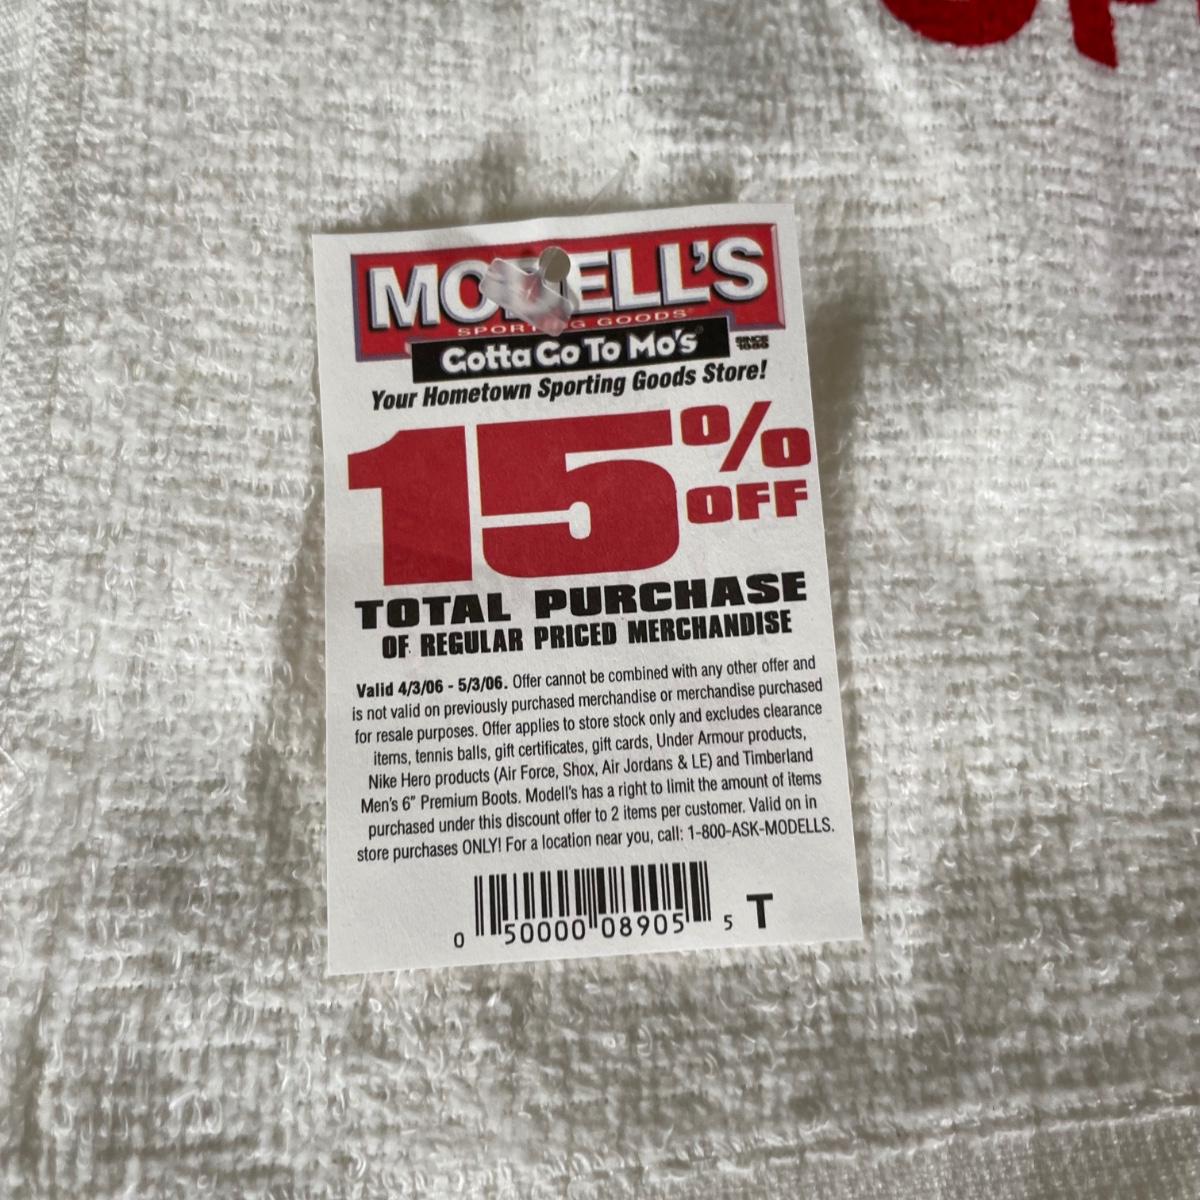 MODELL'S
SPORTING GOODS
Gotta Go To Mo's
SINCE 1889
Your Hometown Sporting Goods Store!
15% OFF
TOTAL PURCHASE
OF REGULAR PRICED MERCHANDISE
Valid 4/3/06 - 5/3/06. Offer cannot be combined with any other offer and
is not valid on previously purchased merchandise or merchandise purchased
for resale purposes. Offer applies to store stock only and excludes clearance
items, tennis balls, gift certificates, gift cards, Under Armour products,
Nike Hero products (Air Force, Shox, Air Jordans & LE) and Timberland
Men's 6" Premium Boots. Modell's has a right to limit the amount of items
purchased under this discount offer to 2 items per customer. Valid on in
store purchases ONLY! For a location near you, call: 1-800-ASK-MODELLS.
0 50000 08905 5 T